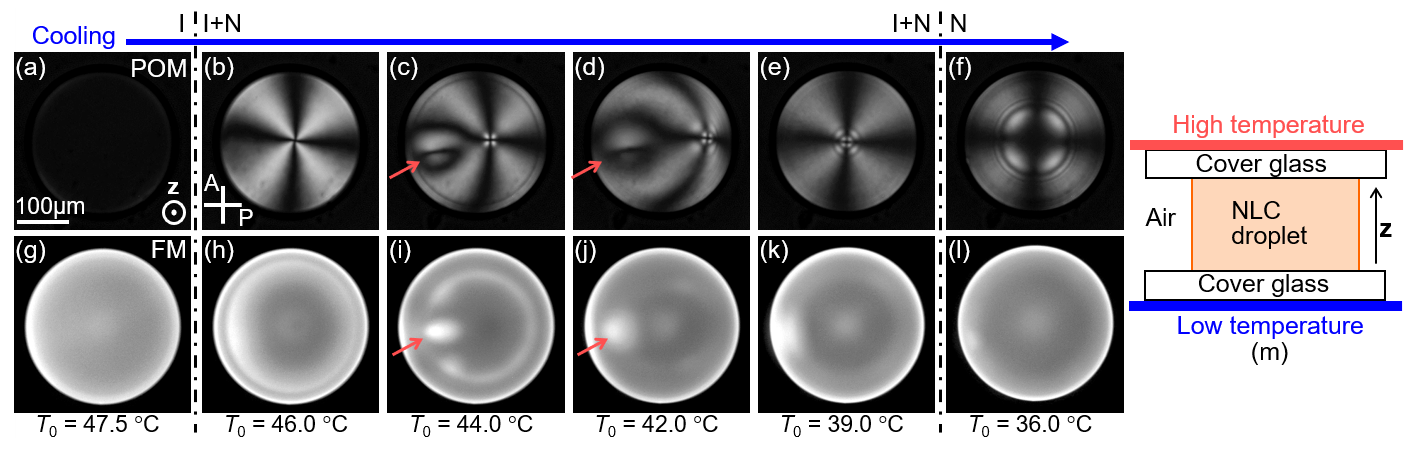 Cooling
I
I+N
I+N
N
(a)
POM
(b)
(c)
(d)
(e)
(f)
100μm
z
A
P
(g)
FM
(h)
(i)
(j)
(k)
(l)
T0 = 47.5 °C
T0 = 46.0 °C
T0 = 44.0 °C
T0 = 42.0 °C
T0 = 39.0 °C
T0 = 36.0 °C
High temperature
Cover glass
Air
NLC
droplet
z
Cover glass
Low temperature
(m)